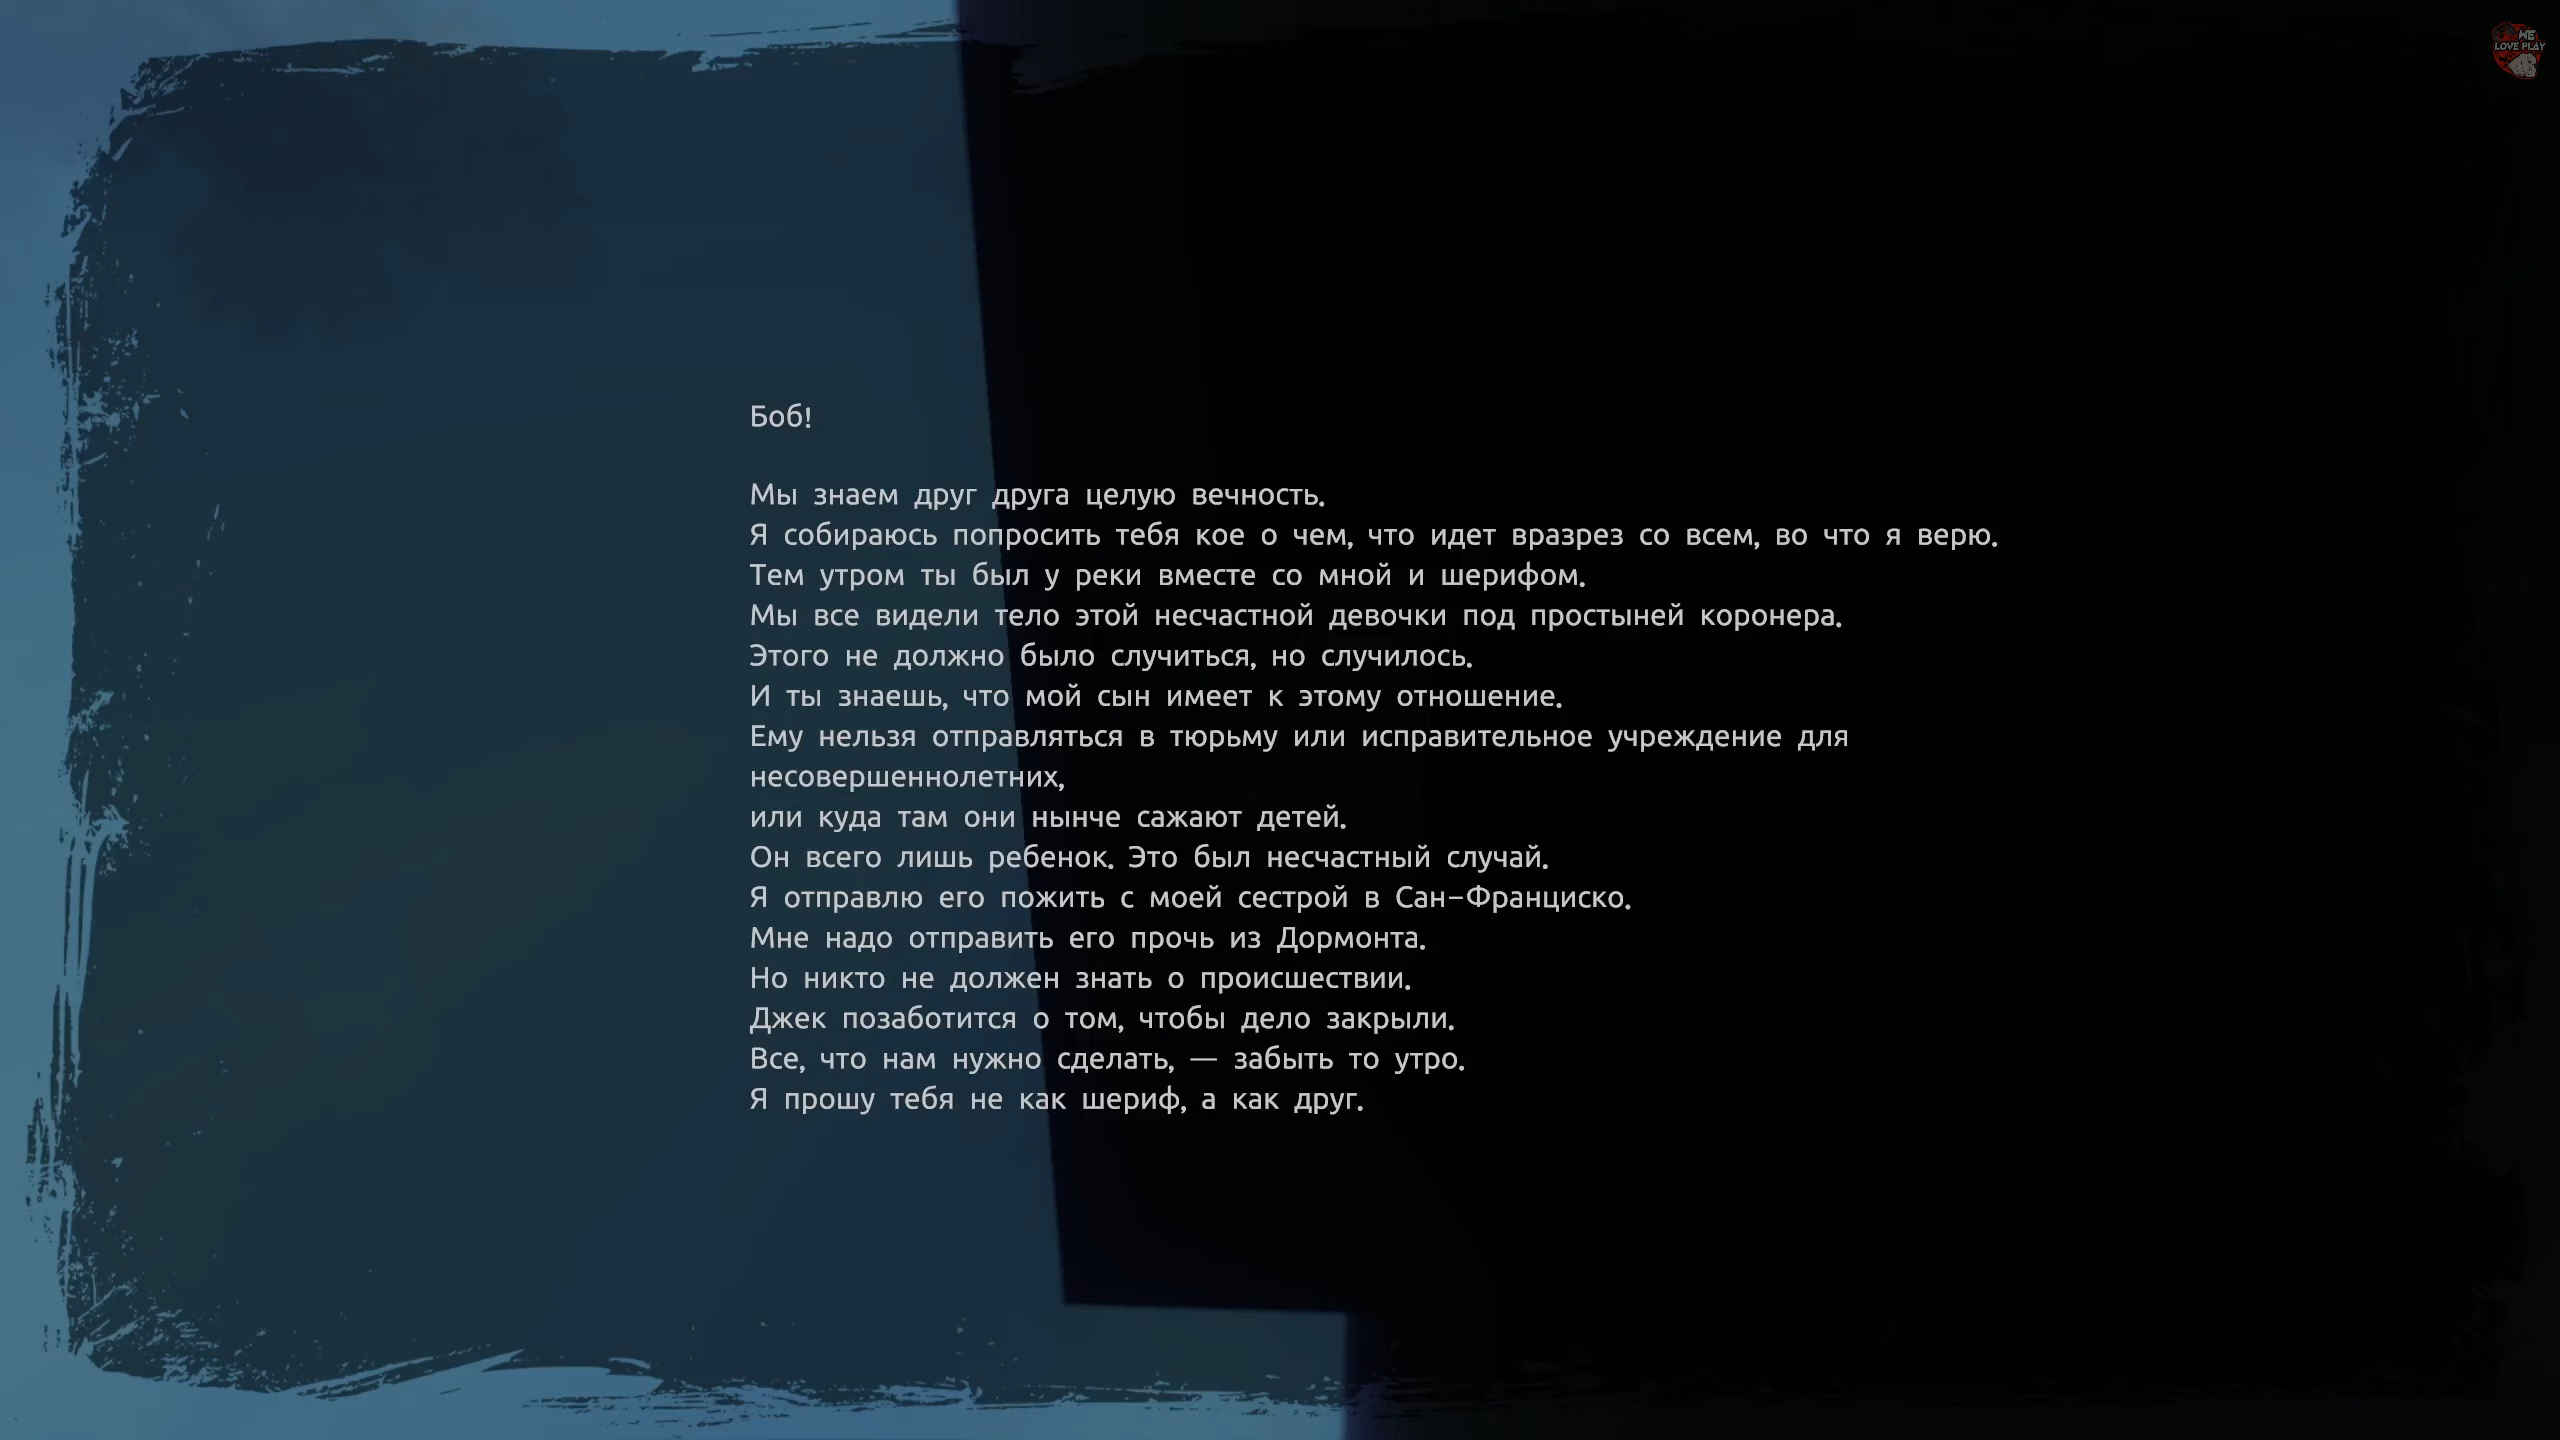 WE
LOVE PLAY
Боб!
Мы знаем друг друга целую вечность.
Я собираюсь попросить тебя кое о чем, что идет вразрез со всем, во что я верю.
Тем утром ты был у реки вместе со мной и шерифом.
Мы все видели тело этой несчастной девочки под простыней коронера.
Этого не должно было случиться, но случилось.
И ты знаешь, что мой сын имеет к этому отношение.
Ему нельзя отправляться в тюрьму или исправительное учреждение для
несовершеннолетних,
или куда там они нынче сажают детей.
Он всего лишь ребенок. Это был несчастный случай.
Я отправлю его пожить с моей сестрой в Сан-Франциско.
Мне надо отправить его прочь из Дормонта.
Но никто не должен знать о происшествии.
Джек позаботится о том, чтобы дело закрыли.
Все, что нам нужно сделать, — забыть то утро.
Я прошу тебя не как шериф, а как друг.